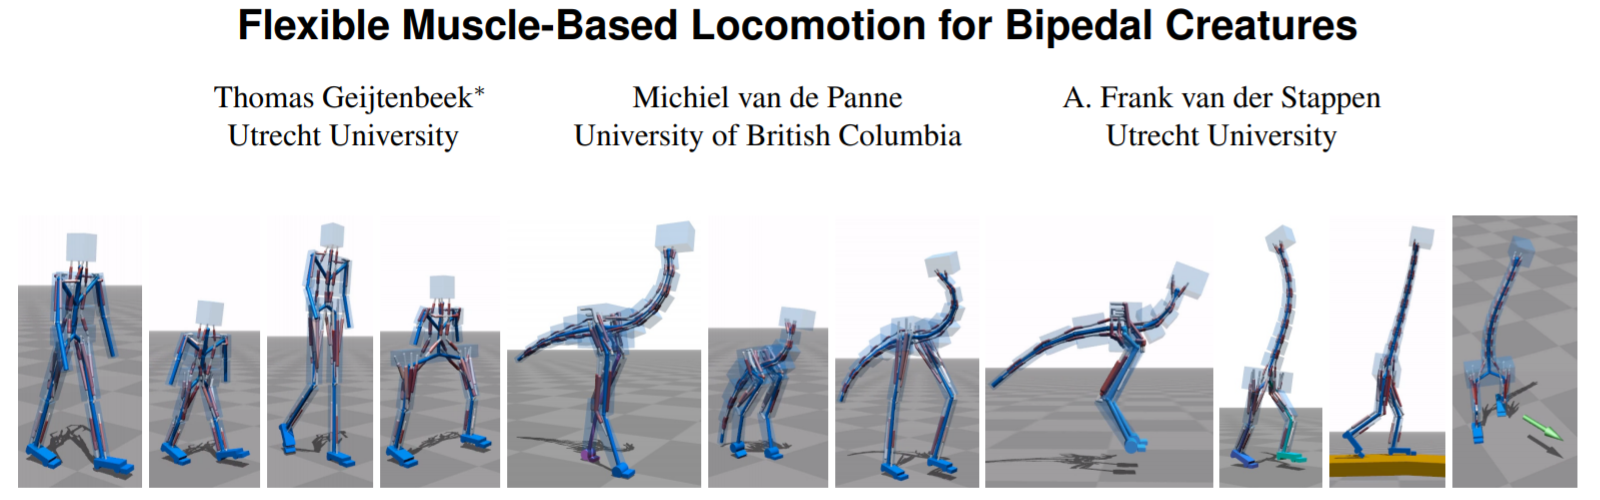 Flexible Muscle-Based Locomotion for Bipedal Creatures
Thomas Geijtenbeek* Michiel van de Panne A. Frank van der Stappen
Utrecht University University of British Columbia Utrecht University